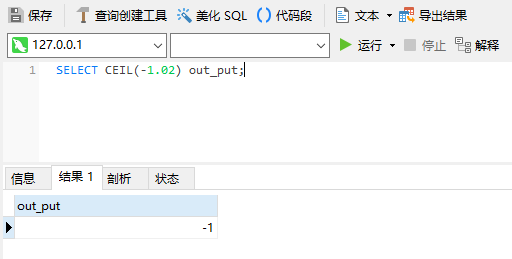 保存 查询创建工具 美化 SQL () 代码段 文本 导出结果
127.0.0.1 运行 停止 解释
1 SELECT CEIL(-1.02) out_put;
信息 结果 1 剖析 状态
out_put
-1